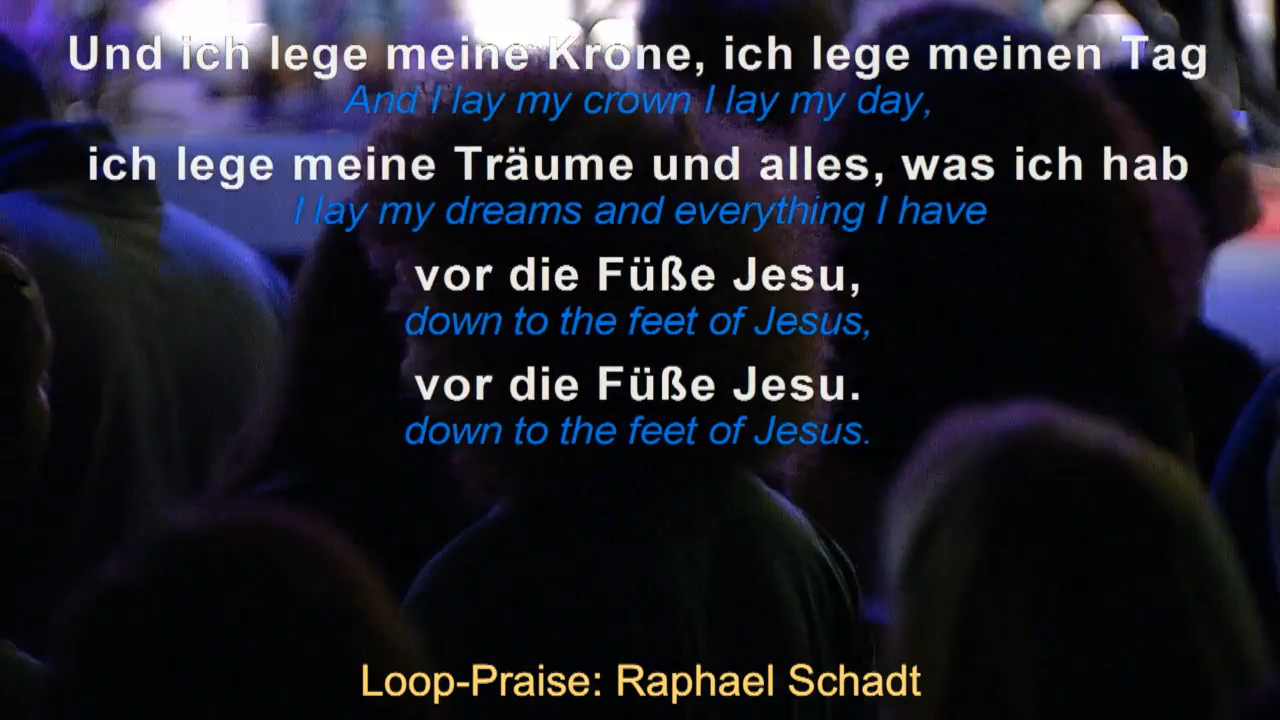 Und ich lege meine Krone, ich lege meinen Tag
And I lay my crown I lay my day,
ich lege meine Träume und alles, was ich hab
I lay my dreams and everything I have
vor die Füße Jesu,
down to the feet of Jesus,
vor die Füße Jesu.
down to the feet of Jesus.
Loop-Praise: Raphael Schadt